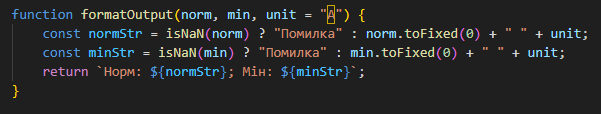 function formatOutput(norm, min, unit = "А") {
    const normStr = isNaN(norm) ? "Помилка" : norm.toFixed(0) + " " + unit;
    const minStr = isNaN(min) ? "Помилка" : min.toFixed(0) + " " + unit;
    return `Норм: ${normStr}; Мін: ${minStr}`;
}